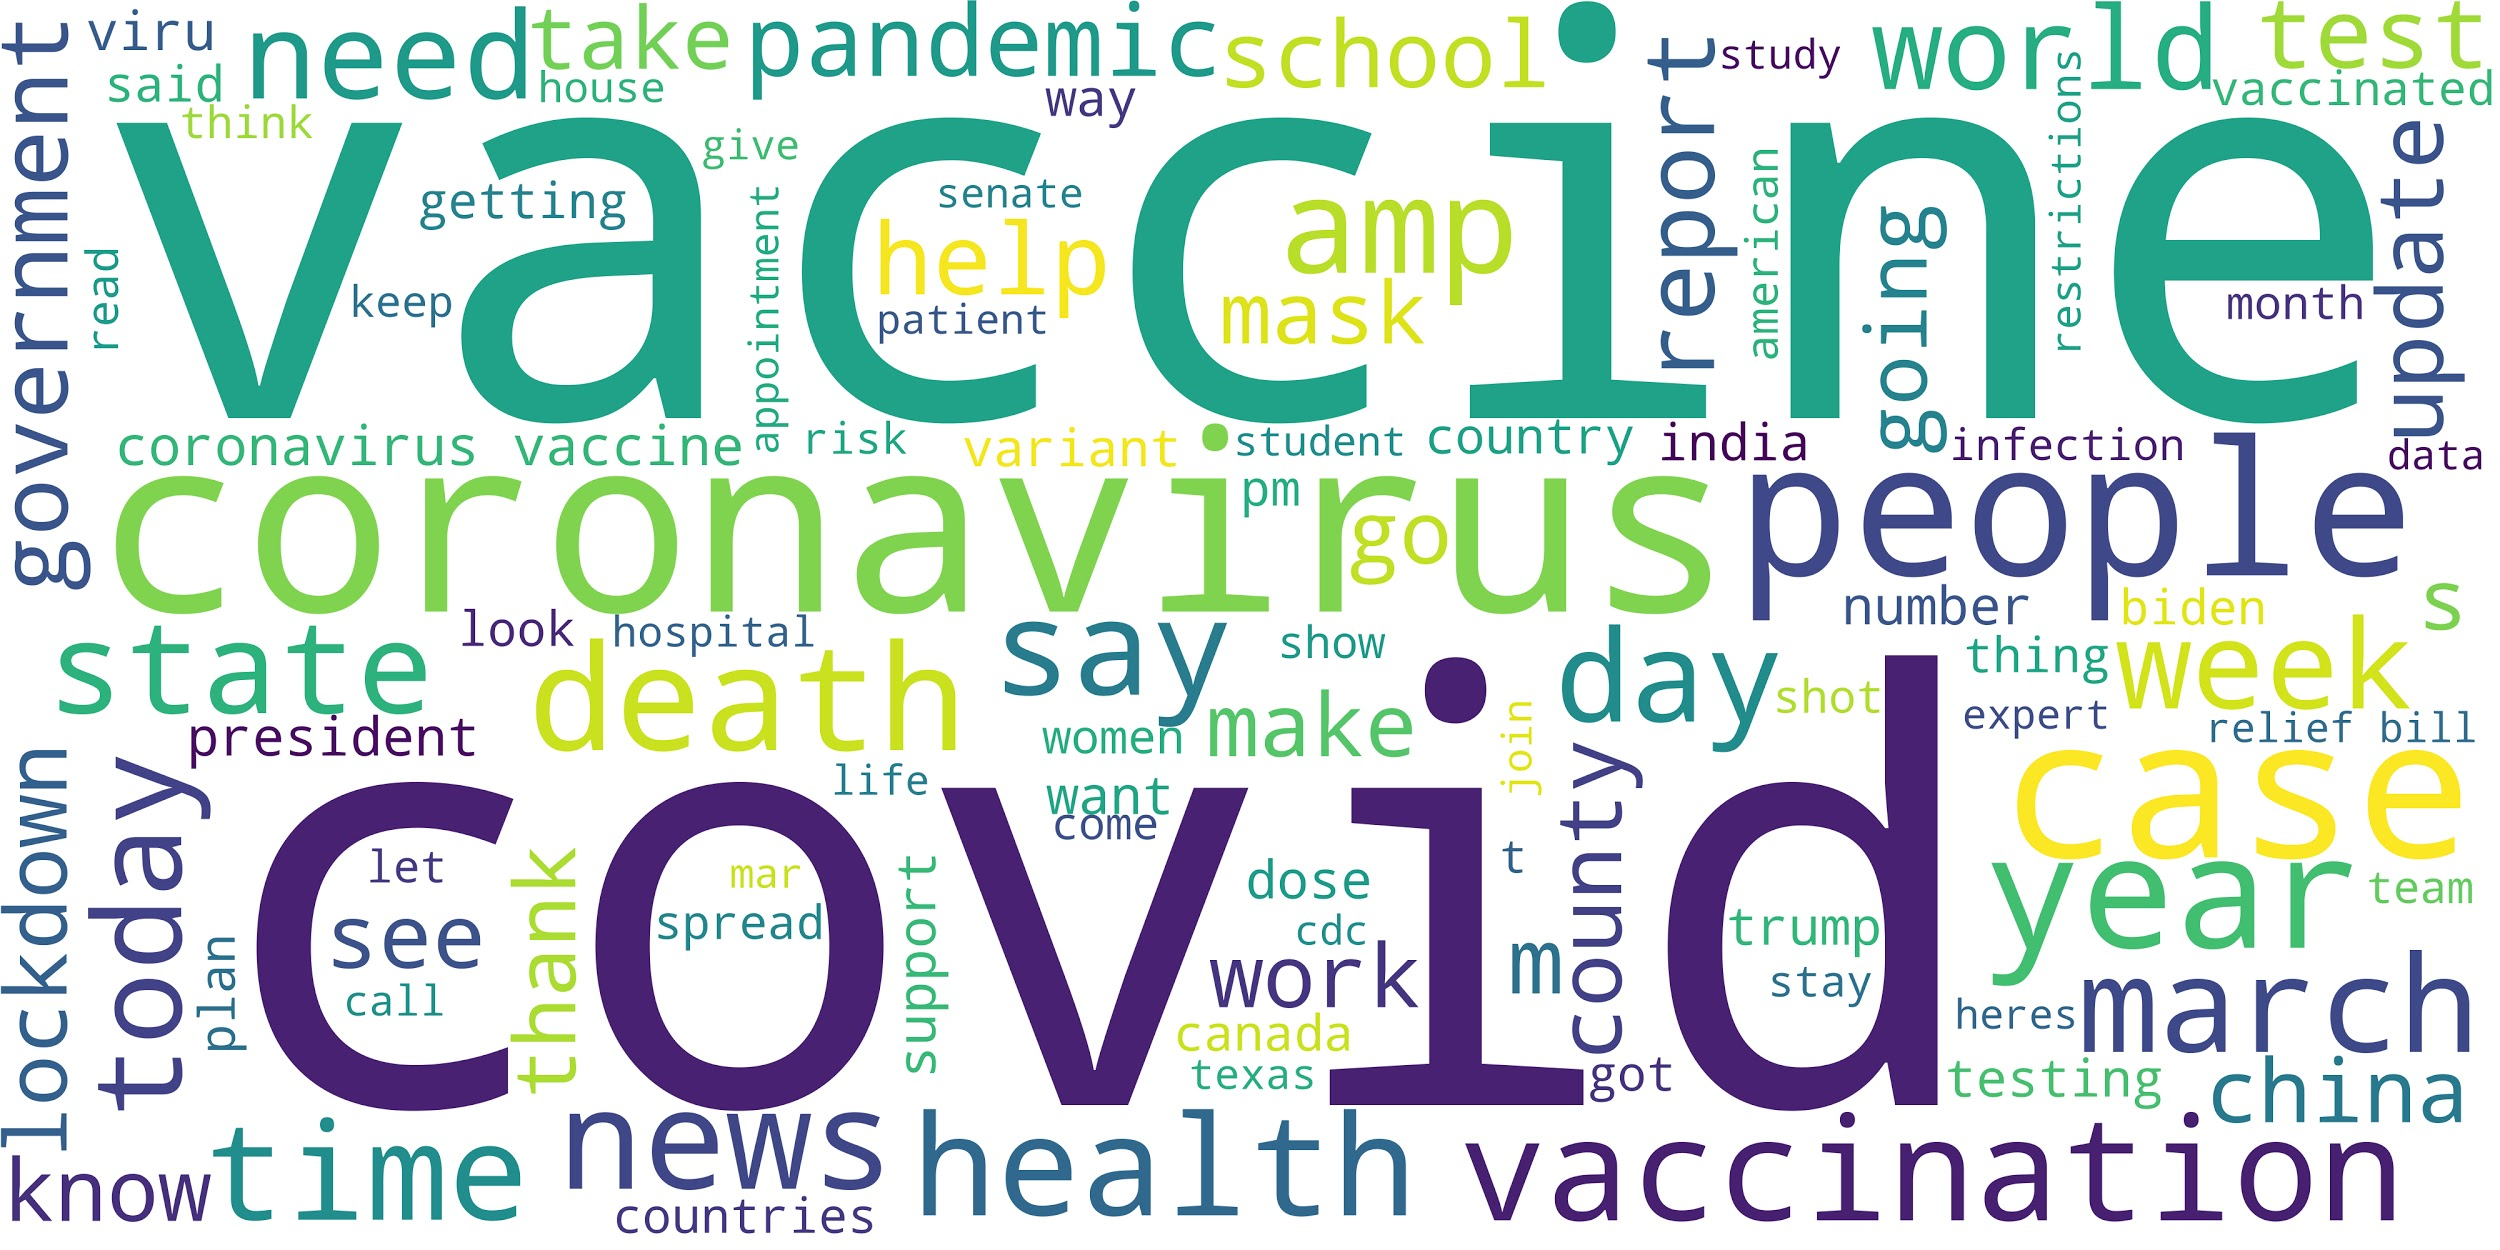 viru
need
take
pandemic
school
report
study
world
test
said
house
way
restrictions
vaccinated
government
think
give
vaccine
getting
senate
american
update
read
keep
appointment
help
patient
amp
mask
going
month
coronavirus vaccine
risk
variant
student
country
india
infection
data
coronavirus
pm
go
people
number
biden
s
state
look
hospital
say
show
day
thing
week
president
death
women
make
join
shot
expert
relief bill
lockdown
today
life
want
come
county
case
covid
let
mar
dose
t
year
team
see
thank
spread
support
cdc
trump
plan
call
work
m
stay
heres
march
canada
texas
got
testing
china
know
time
news
health
vaccination
countries